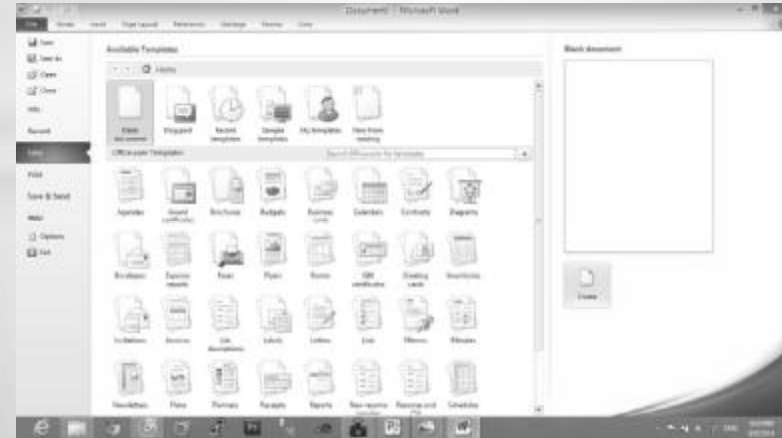 Document1 - Microsoft Word
File Home Insert Page Layout References Mailings Review View
Save
Save As
Open
Close
Info
Recent
New
Print
Save & Send
Help
Options
Exit
Available Templates
Home
Blank document
Blog post
Recent templates
Sample templates
My templates
New from existing
Office.com Templates
Search Office.com for templates
Agendas
Award certificates
Brochures
Budgets
Business cards
Calendars
Contracts
Diagrams
Envelopes
Expense reports
Faxes
Flyers
Forms
Gift certificates
Greeting cards
Inventories
Invitations
Invoices
Job descriptions
Labels
Letters
Lists
Memos
Minutes
Newsletters
Plans
Planners
Receipts
Reports
Schedules
Blank document
Create